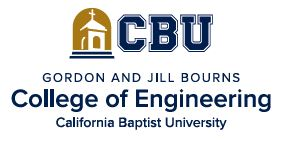 CBU
GORDON AND JILL BOURNS
College of Engineering
California Baptist University